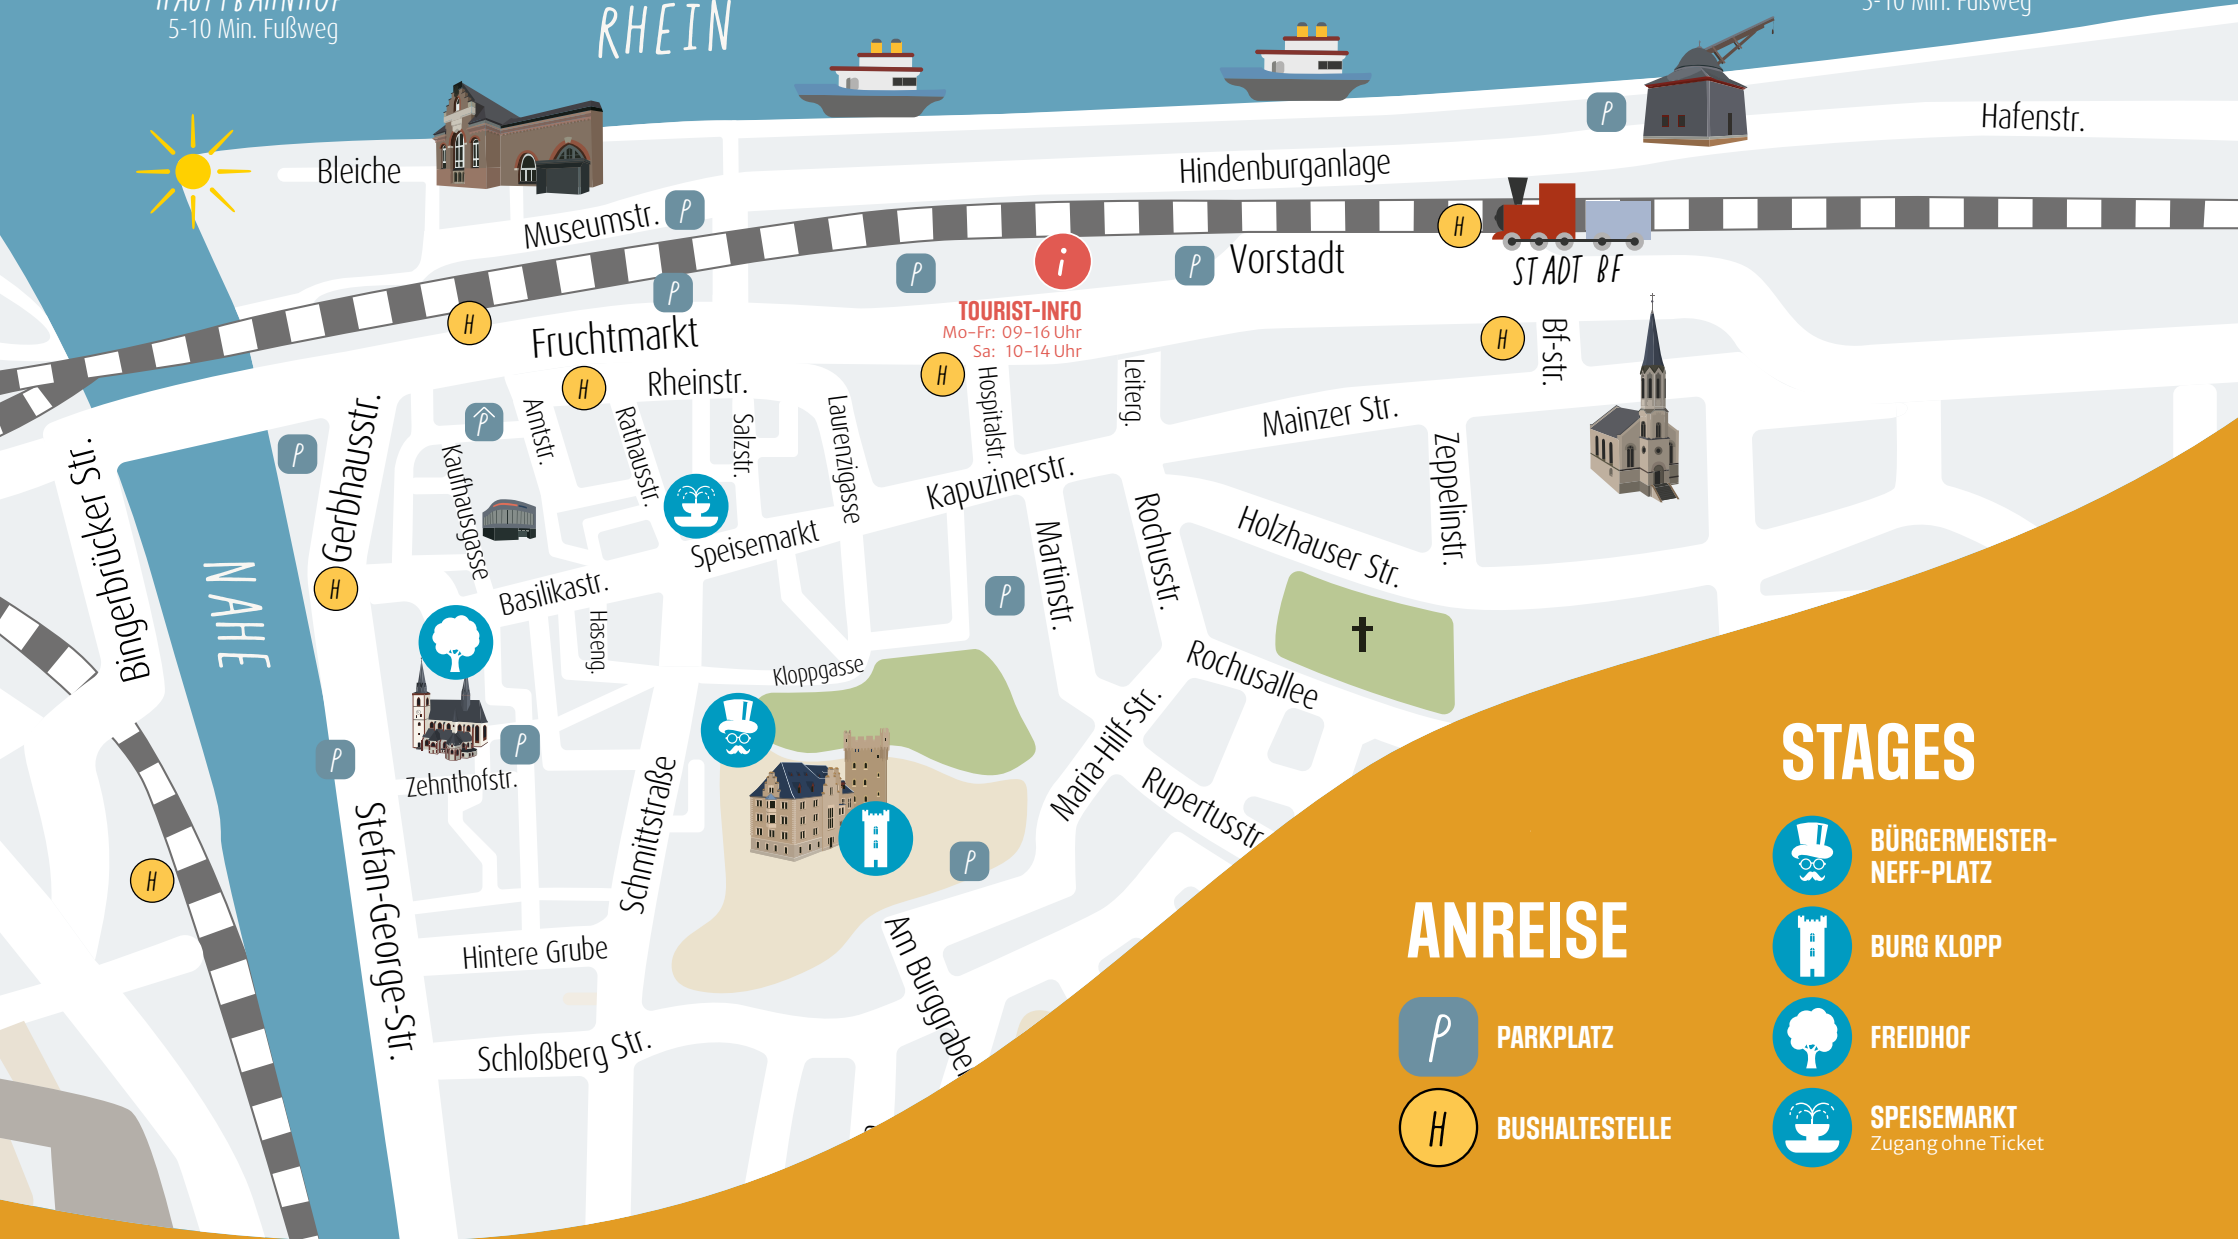 HAUPTBAHNHOF
5-10 Min. Fußweg
RHEIN
5-10 Min. Fußweg
Bleiche
P
Hafenstr.
Hindenburganlage
Museumstr.
P
H
P
P
i
P
Vorstadt
STADT BF
H
Fruchtmarkt
TOURIST-INFO
Mo-Fr: 09-16 Uhr
Sa: 10-14 Uhr
H
Bf-str.
H
H
Rheinstr.
Hospitalstr.
Leiterg.
Mainzer Str.
P
Amtstr.
Rathausstr.
Salzstr.
Laurenzigasse
Gerbhausstr.
P
Bingerbrücker Str.
Kaufhausgasse
Kapuzinerstr.
Zeppelinstr.
Speisemarkt
Martinstr.
Rochusstr.
Holzhauser Str.
NAHE
H
Basilikastr.
Haseng.
P
Kloppgasse
Rochusallee
P
P
Zehnthofstr.
Schmittstraße
Maria-Hilf-Str.
Rupertusstr
Stefan-George-Str.
H
P
Hintere Grube
Am Burggrabe
Schloßberg Str.
ANREISE
P
PARKPLATZ
H
BUSHALTESTELLE
STAGES
BÜRGERMEISTER-
NEFF-PLATZ
BURG KLOPP
FREIDHOF
SPEISEMARKT
Zugang ohne Ticket